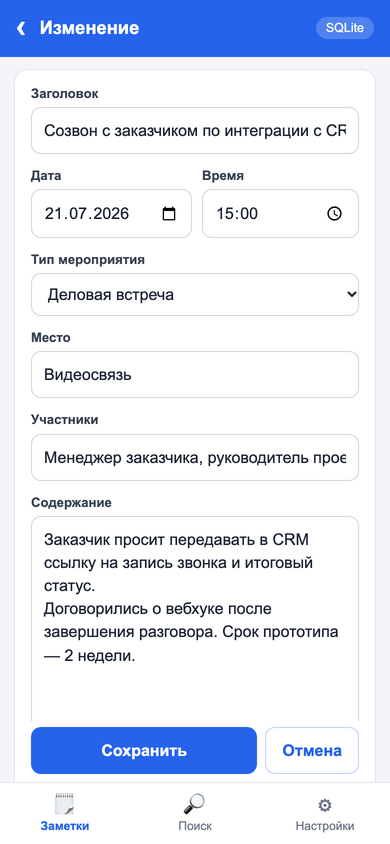 Изменение
SQLite
Заголовок
Созвон с заказчиком по интеграции с CR
Дата
Время
21.07.2026
15:00
Тип мероприятия
Деловая встреча
Место
Видеосвязь
Участники
Менеджер заказчика, руководитель прое
Содержание
Заказчик просит передавать в CRM
ссылку на запись звонка и итоговый
статус.
Договорились о вебхуке после
завершения разговора. Срок прототипа
— 2 недели.
Сохранить
Отмена
Заметки
Поиск
Настройки